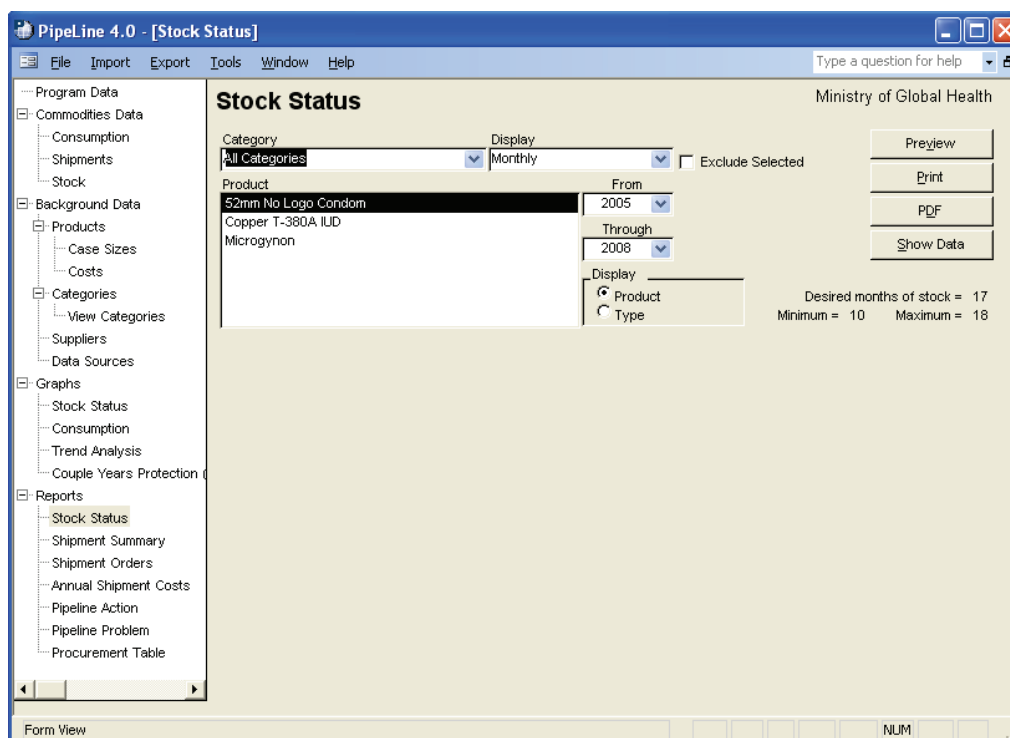 PipeLine 4.0 - [Stock Status]
File Import Export Tools Window Help
Type a question for help
Program Data
Commodities Data
Consumption
Shipments
Stock
Background Data
Products
Case Sizes
Costs
Categories
View Categories
Suppliers
Data Sources
Graphs
Stock Status
Consumption
Trend Analysis
Couple Years Protection (
Reports
Stock Status
Shipment Summary
Shipment Orders
Annual Shipment Costs
Pipeline Action
Pipeline Problem
Procurement Table
Stock Status
Ministry of Global Health
Category
All Categories
Display
Monthly
Exclude Selected
Product
52mm No Logo Condom
Copper T-380A IUD
Microgynon
From
2005
Through
2008
Display
Product
Type
Preview
Print
PDF
Show Data
Desired months of stock = 17
Minimum = 10 Maximum = 18
Form View
NUM